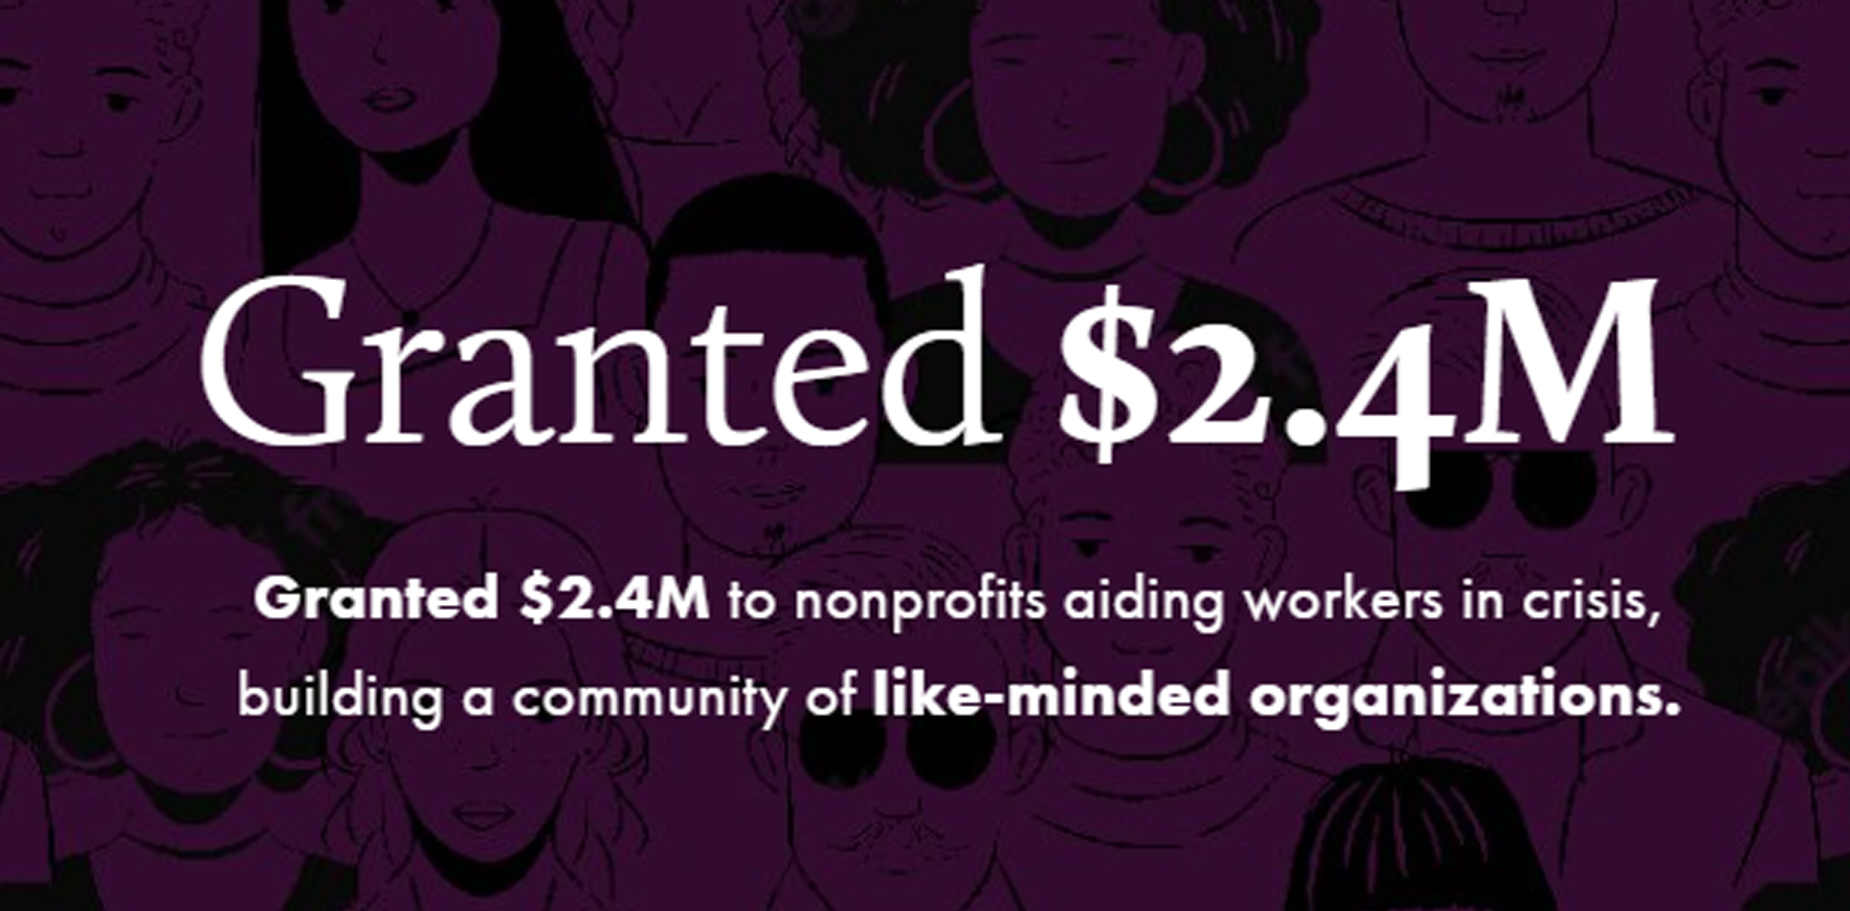 Granted $2.4M
Granted $2.4M to nonprofits aiding workers in crisis,
building a community of like-minded organizations.